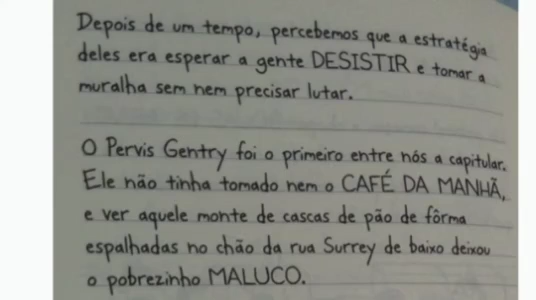 Depois de um tempo, percebemos que a estratégia
deles era esperar a gente DESISTIR e tomar a
muralha sem nem precisar lutar.
O Pervis Gentry foi o primeiro entre nós a capitular.
Ele não tinha tomado nem o CAFÉ DA MANHÃ,
e ver aquele monte de cascas de pão de fôrma
espalhadas no chão da rua Surrey de baixo deixou
o pobrezinho MALUCO.